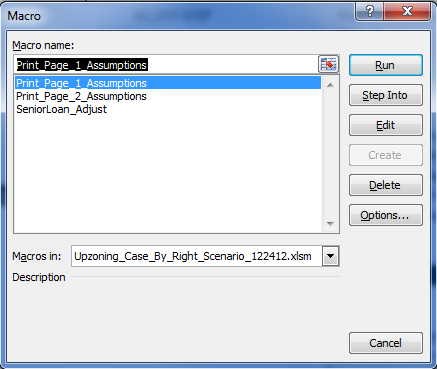 Macro
Macro name:
Print_Page_1_Assumptions
Run
Print_Page_1_Assumptions
Print_Page_2_Assumptions
SeniorLoan_Adjust
Step Into
Edit
Create
Delete
Options...
Macros in:
Upzoning_Case_By_Right_Scenario_122412.xlsm
Description
Cancel